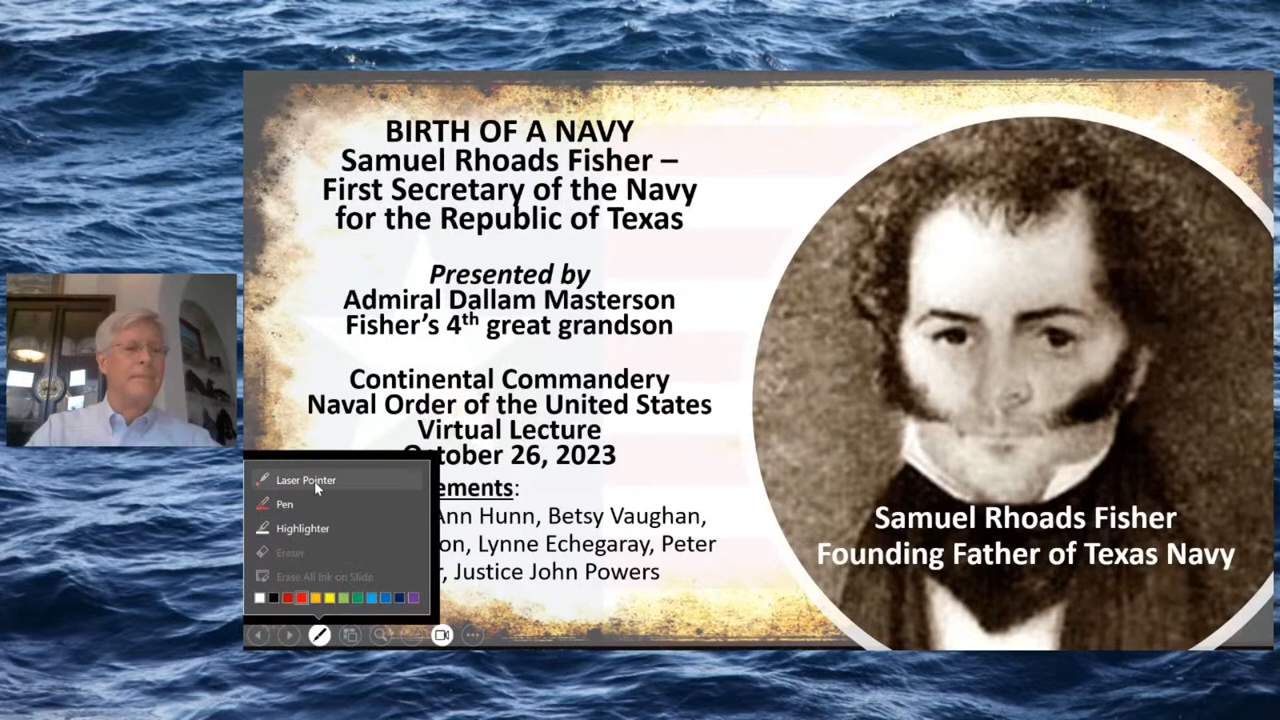 BIRTH OF A NAVY
Samuel Rhoads Fisher –
First Secretary of the Navy
for the Republic of Texas
Presented by
Admiral Dallam Masterson
Fisher's 4th great grandson
Continental Commandery
Naval Order of the United States
Virtual Lecture
October 26, 2023
ements:
Ann Hunn, Betsy Vaughan,
on, Lynne Echegaray, Peter
r, Justice John Powers
Laser Pointer
Pen
Highlighter
Eraser
Erase All Ink on Slide
Samuel Rhoads Fisher
Founding Father of Texas Navy